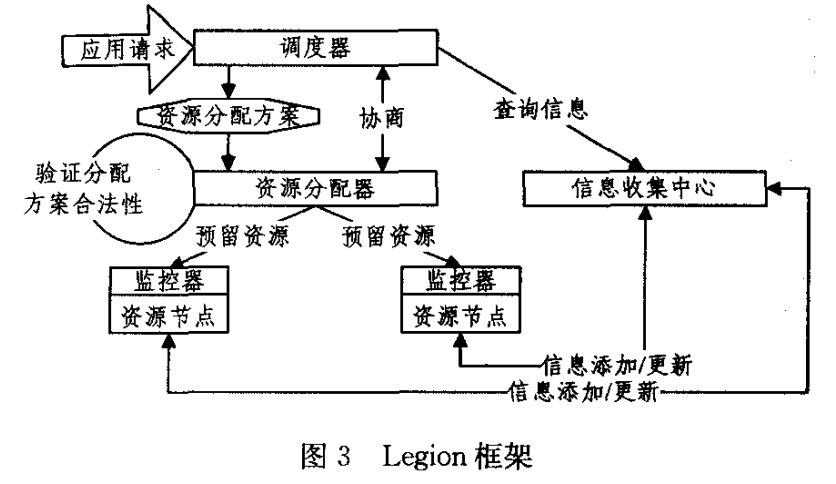 应用请求
调度器
资源分配方案
协商
查询信息
验证分配
方案合法性
资源分配器
信息收集中心
预留资源
预留资源
监控器
资源节点
监控器
资源节点
信息添加/更新
信息添加/更新
图 3 Legion 框架